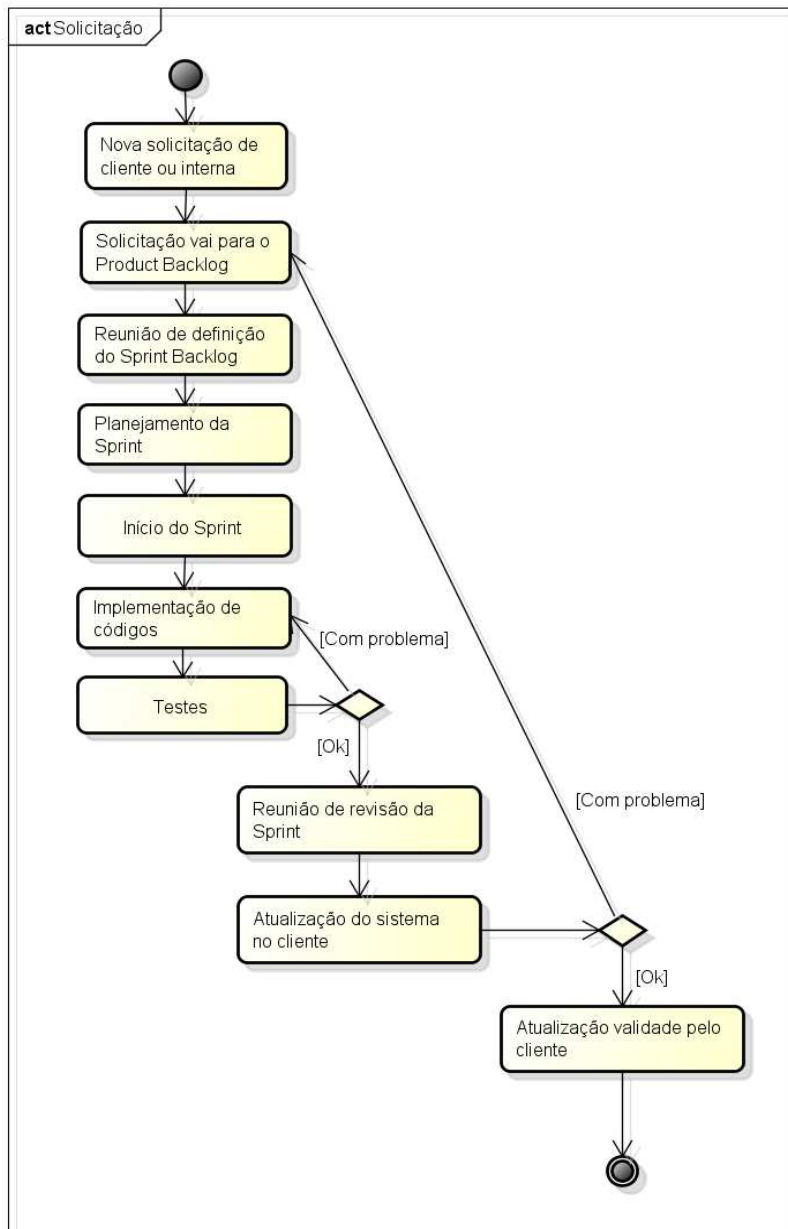 act Solicitação
Nova solicitação de
cliente ou interna
Solicitação vai para o
Product Backlog
Reunião de definição
do Sprint Backlog
Planejamento da
Sprint
Início do Sprint
Implementação de
códigos
[Com problema]
Testes
[Ok]
Reunião de revisão da
Sprint
[Com problema]
Atualização do sistema
no cliente
[Ok]
Atualização validade pelo
cliente